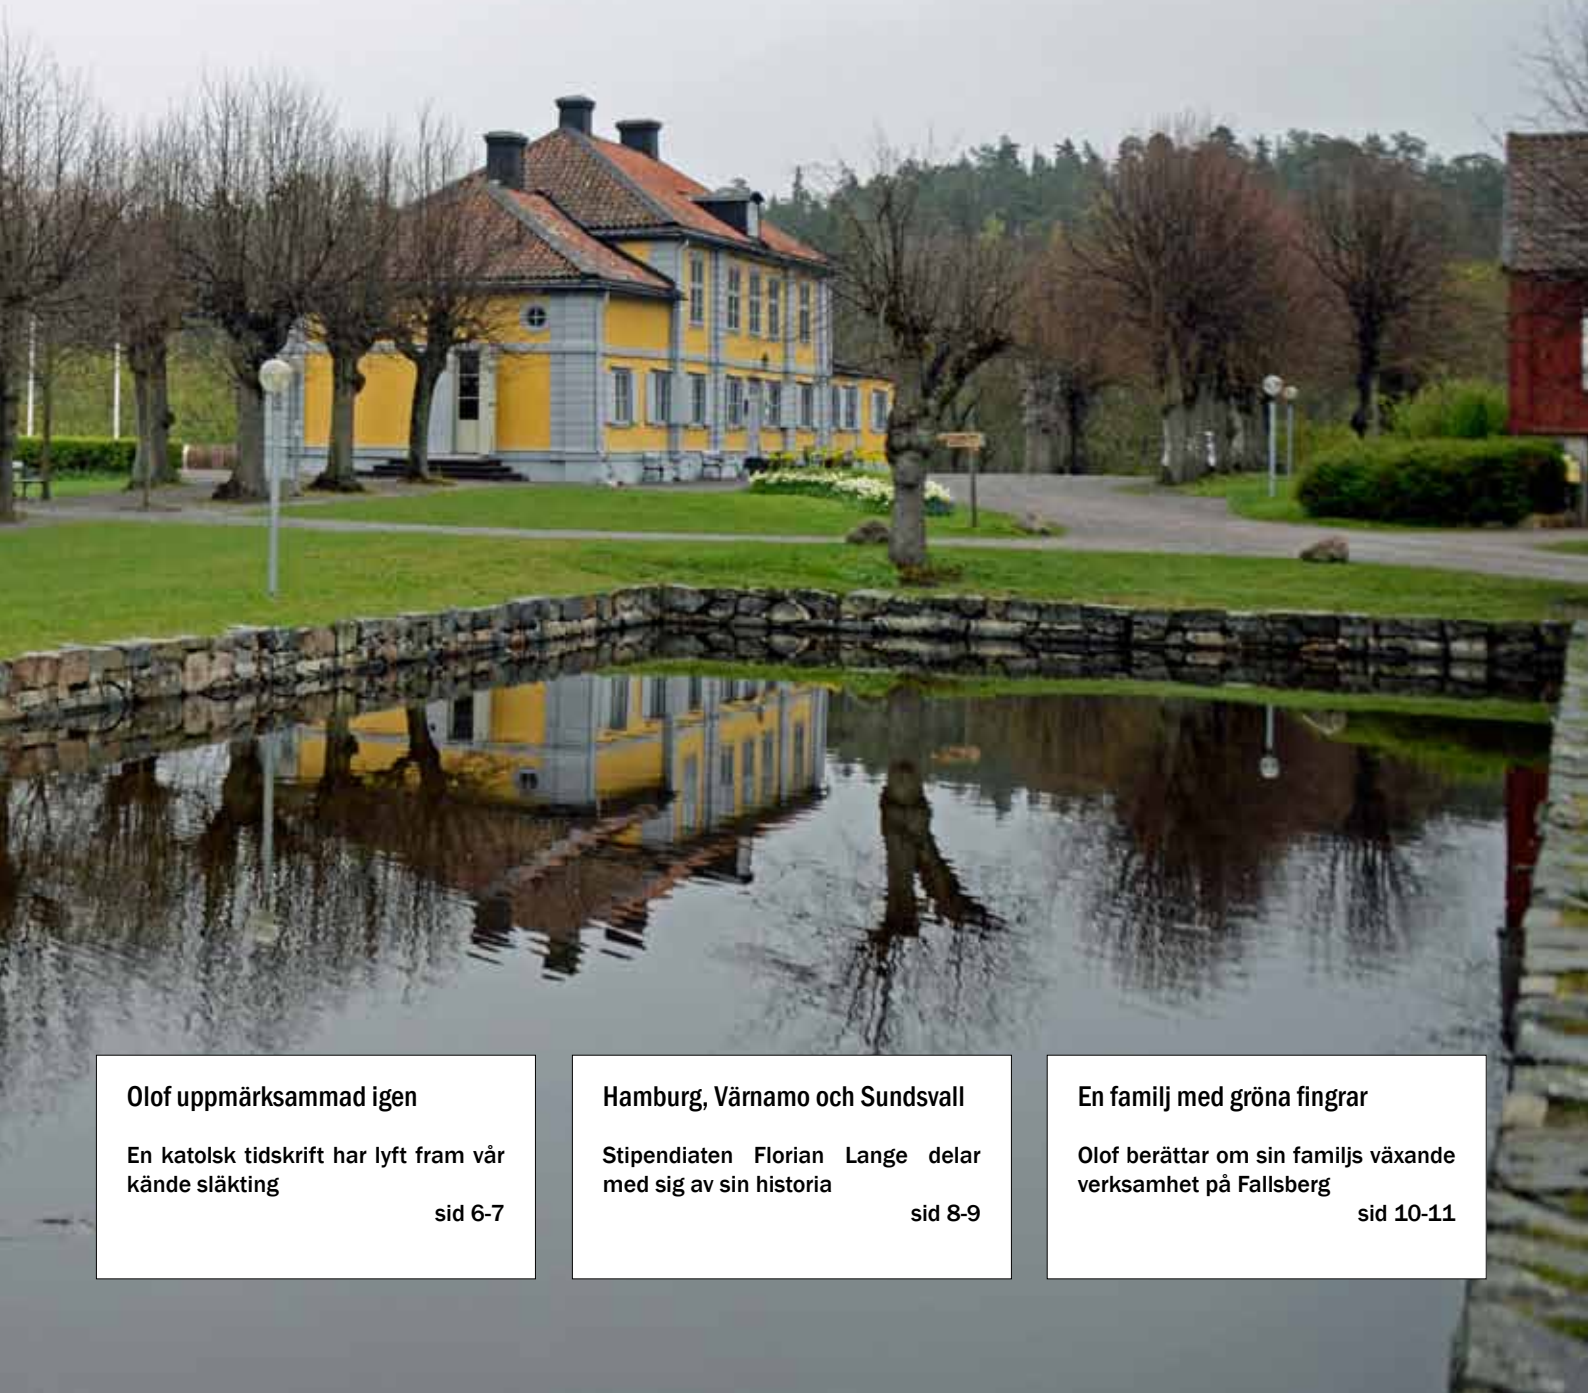 Olof uppmärksammad igen
En katolsk tidskrift har lyft fram vår
kände släkting
sid 6-7
Hamburg, Värnamo och Sundsvall
Stipendiaten Florian Lange delar
med sig av sin historia
sid 8-9
En familj med gröna fingrar
Olof berättar om sin familjs växande
verksamhet på Fallsberg
sid 10-11